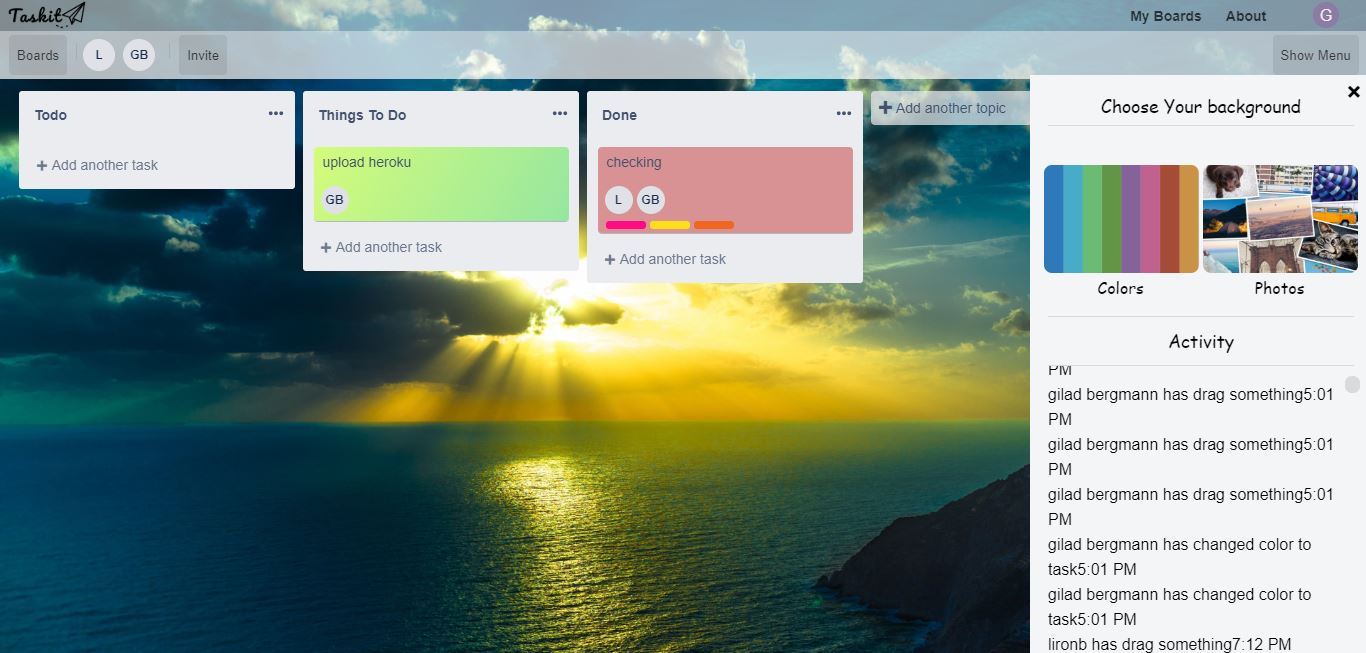 Taskit
My Boards
About
G
Boards
L
GB
Invite
Show Menu
Todo
•••
+ Add another task
Things To Do
•••
upload heroku
GB
+ Add another task
Done
•••
checking
L
GB
+ Add another task
+ Add another topic
Choose Your background
Colors
Photos
Activity
PM
gilad bergmann has drag something5:01
PM
gilad bergmann has drag something5:01
PM
gilad bergmann has drag something5:01
PM
gilad bergmann has changed color to
task5:01 PM
gilad bergmann has changed color to
task5:01 PM
lironb has drag something7:12 PM